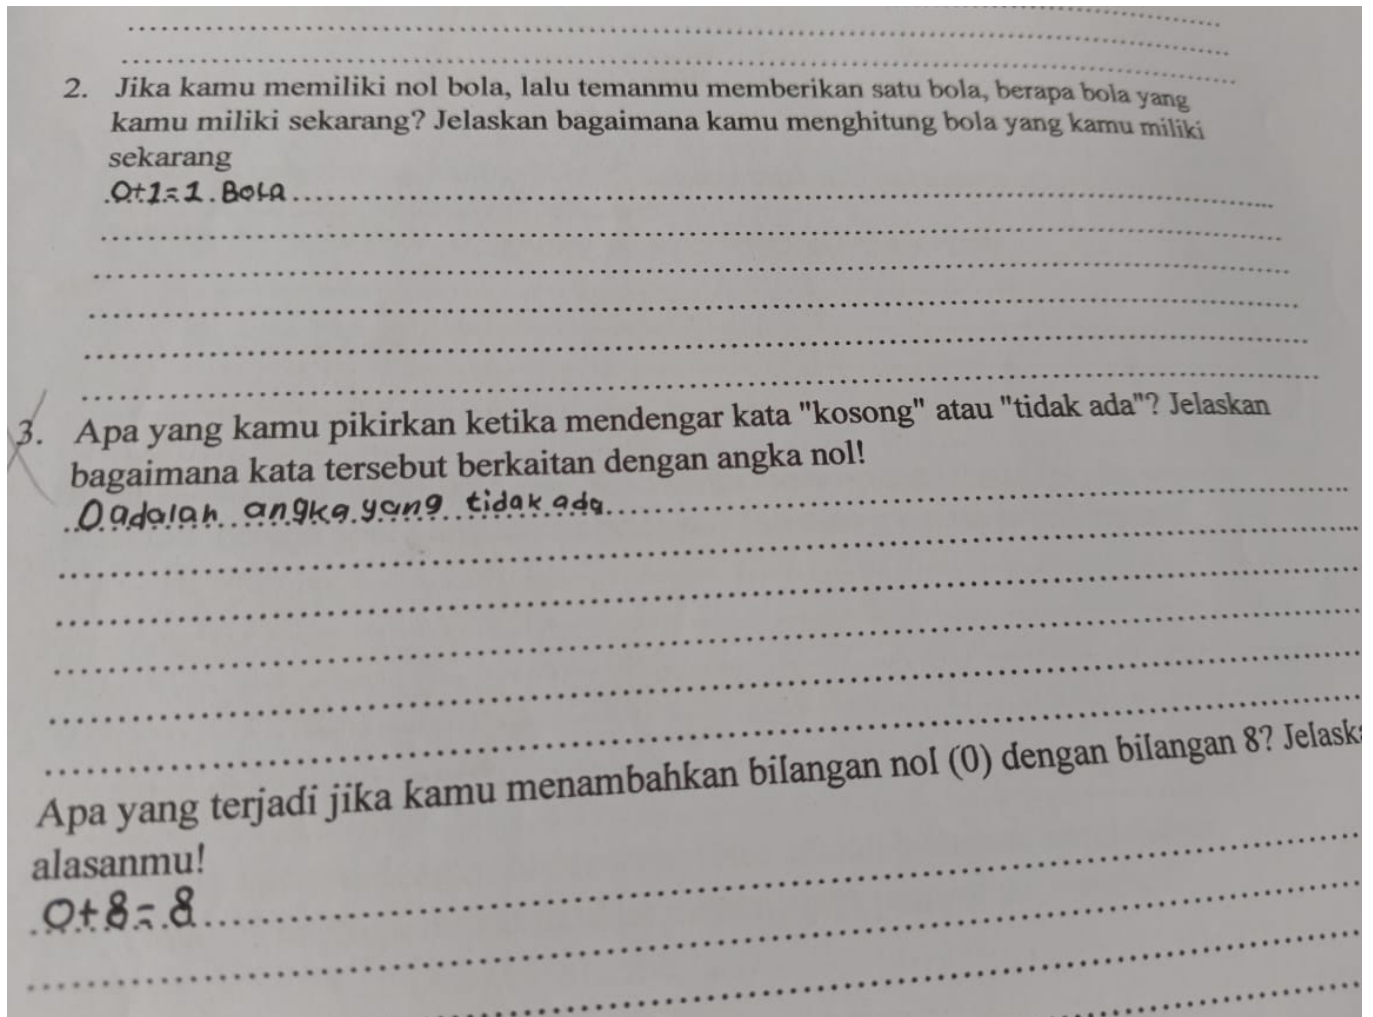 2. Jika kamu memiliki nol bola, lalu temanmu memberikan satu bola, berapa bola yang
kamu miliki sekarang? Jelaskan bagaimana kamu menghitung bola yang kamu miliki
sekarang
0+1=1 Bola
3. Apa yang kamu pikirkan ketika mendengar kata "kosong" atau "tidak ada"? Jelaskan
bagaimana kata tersebut berkaitan dengan angka nol!
0 adalah angka yang tidak ada
Apa yang terjadi jika kamu menambahkan bilangan nol (0) dengan bilangan 8? Jelask
alasanmu!
0+8=8